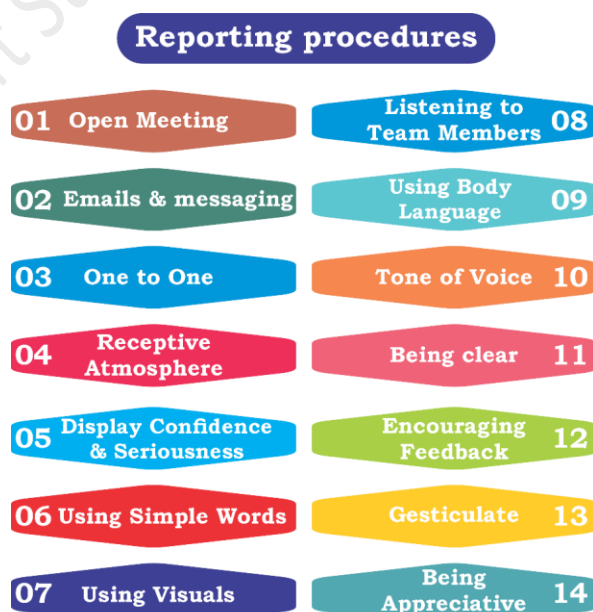 Reporting procedures
01 Open Meeting
02 Emails & messaging
03 One to One
04 Receptive
Atmosphere
05 Display Confidence
& Seriousness
06 Using Simple Words
07 Using Visuals
Listening to
Team Members 08
Using Body
Language 09
Tone of Voice 10
Being clear 11
Encouraging
Feedback 12
Gesticulate 13
Being
Appreciative 14